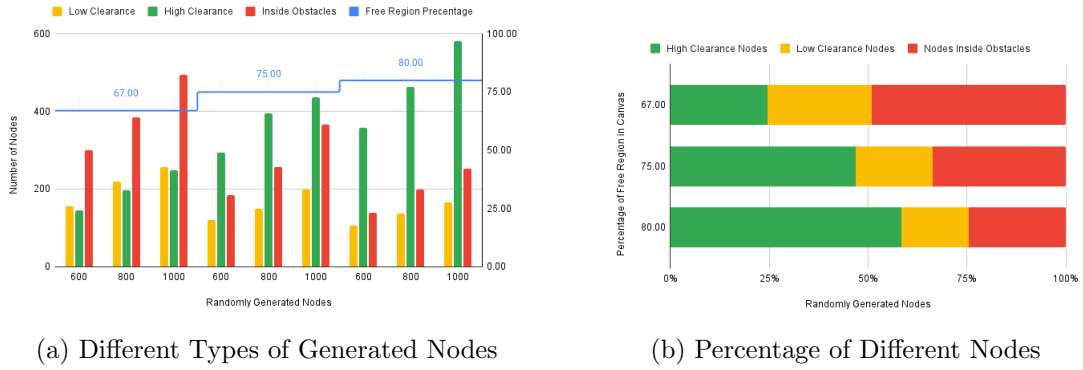 Low Clearance High Clearance Inside Obstacles Free Region Precentage
600 100.00
80.00
75.00
67.00 75.00
400
50.00
200
25.00
0 0.00
600 800 1000 600 800 1000 600 800 1000
Number of Nodes
Randomly Generated Nodes
(a) Different Types of Generated Nodes
High Clearance Nodes Low Clearance Nodes Nodes Inside Obstacles
67.00
75.00
80.00
0% 25% 50% 75% 100%
Percentage of Free Region in Canvas
Randomly Generated Nodes
(b) Percentage of Different Nodes